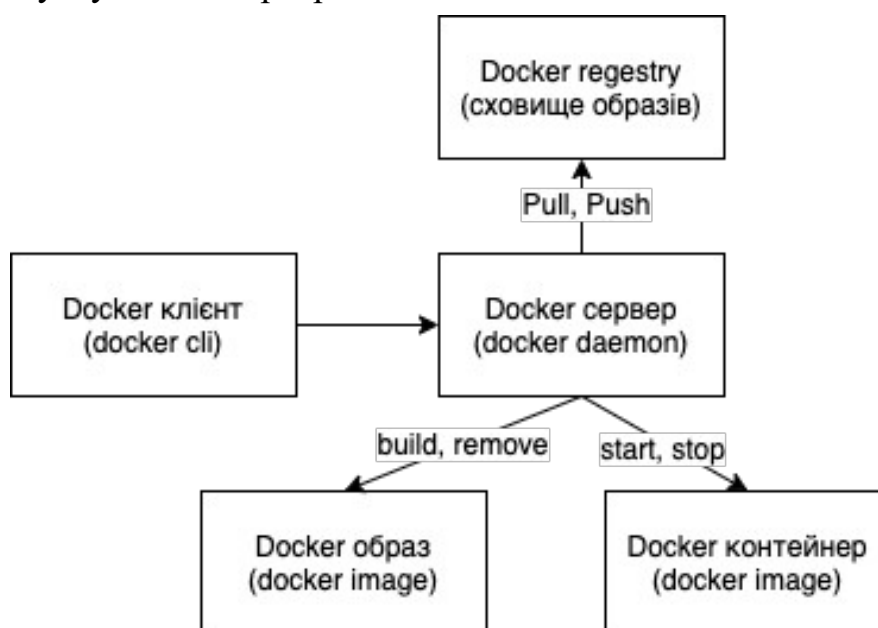 Docker regestry
(сховище образів)
Pull, Push
Docker клієнт
(docker cli)
Docker сервер
(docker daemon)
build, remove
start, stop
Docker образ
(docker image)
Docker контейнер
(docker image)